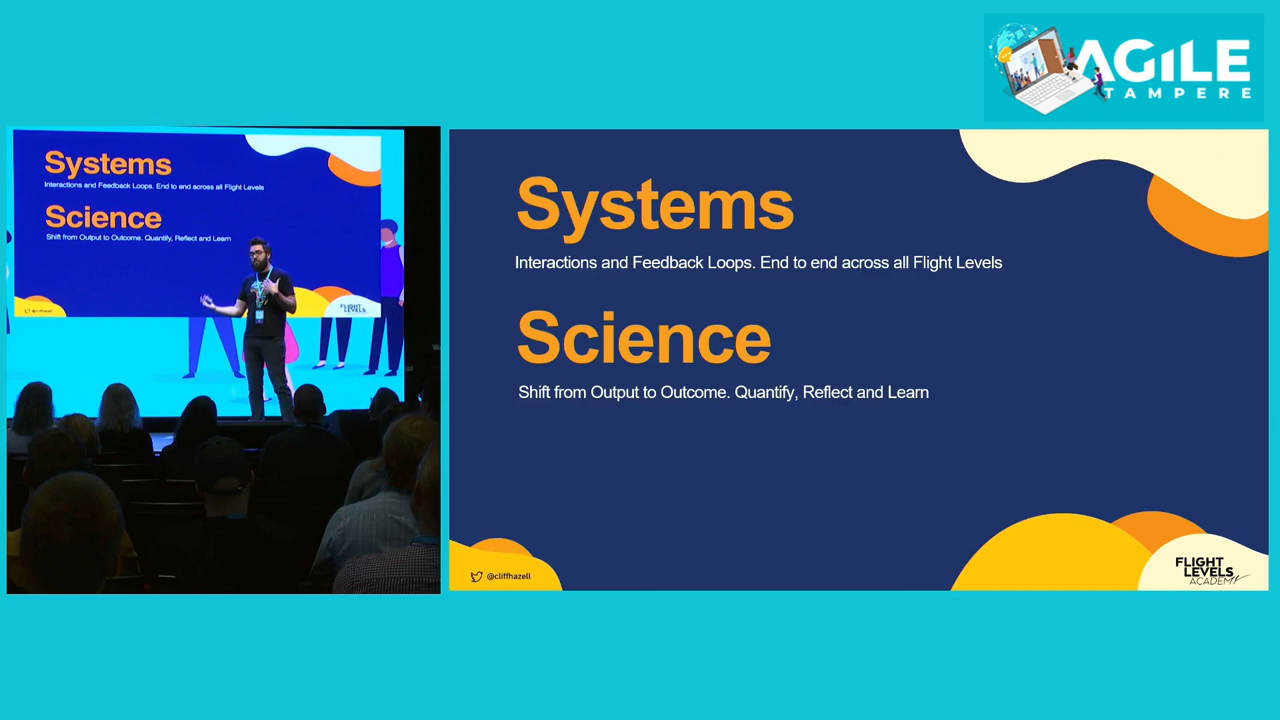 AGILE
TAMPERE
Systems
Interactions and Feedback Loops. End to end across all Flight Levels
Science
Shift from Output to Outcome. Quantify, Reflect and Learn
@cliffhazell
FLIGHT
LEVELS
Systems
Interactions and Feedback Loops. End to end across all Flight Levels
Science
Shift from Output to Outcome. Quantify, Reflect and Learn
@cliffhazell
FLIGHT
LEVELS
ACADEMY